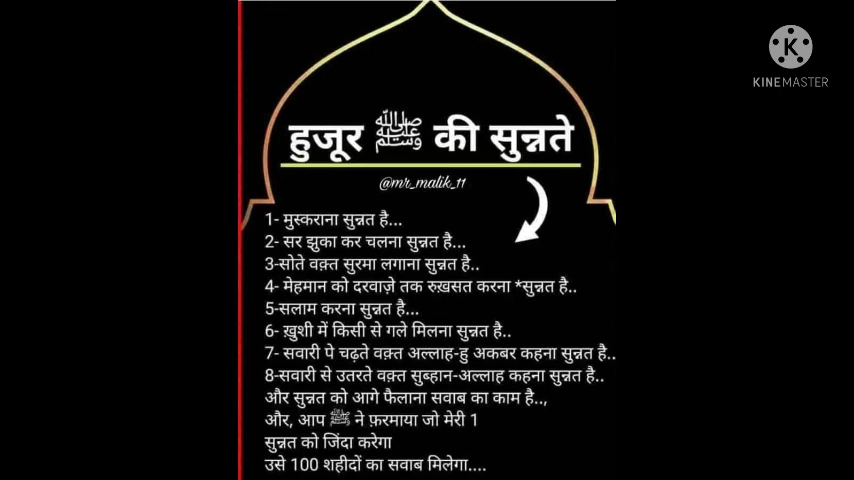 K
KINEMASTER
हुजूर ﷺ की सुन्नते
@mr_malik_11
1- मुस्कराना सुन्नत है...
2- सर झुका कर चलना सुन्नत है...
3-सोते वक़्त सुरमा लगाना सुन्नत है..
4- मेहमान को दरवाज़े तक रुख़सत करना *सुन्नत है..
5-सलाम करना सुन्नत है...
6- ख़ुशी में किसी से गले मिलना सुन्नत है..
7- सवारी पे चढ़ते वक़्त अल्लाह-हु अकबर कहना सुन्नत है..
8-सवारी से उतरते वक़्त सुब्हान-अल्लाह कहना सुन्नत है..
और सुन्नत को आगे फैलाना सवाब का काम है..,
और, आप ﷺ ने फ़रमाया जो मेरी 1
सुन्नत को जिंदा करेगा
उसे 100 शहीदों का सवाब मिलेगा....